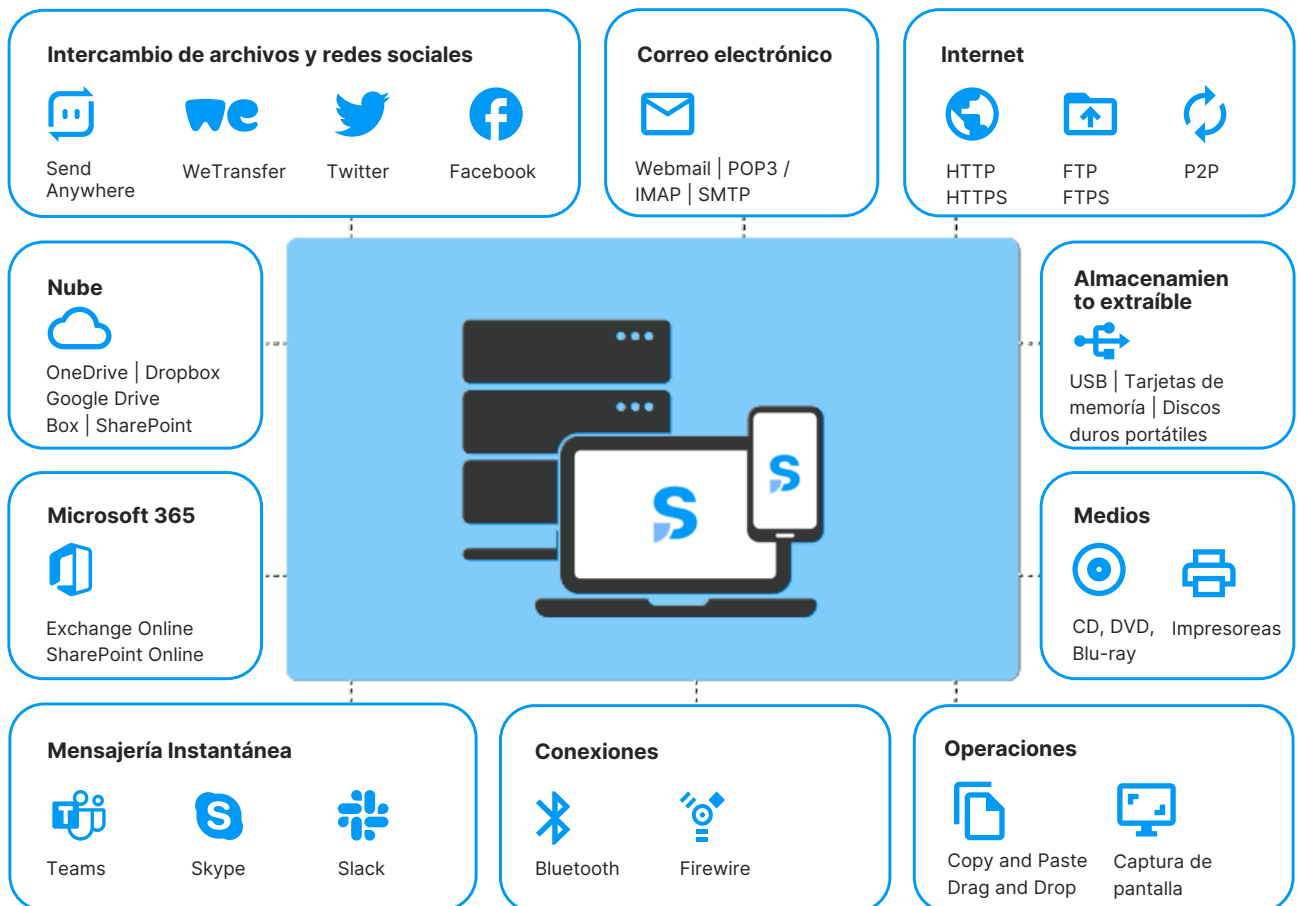 Intercambio de archivos y redes sociales
Send
Anywhere
WeTransfer
Twitter
Facebook
Correo electrónico
Webmail | POP3 /
IMAP | SMTP
Internet
HTTP
HTTPS
FTP
FTPS
P2P
Nube
OneDrive | Dropbox
Google Drive
Box | SharePoint
Almacenamien
to extraíble
USB | Tarjetas de
memoría | Discos
duros portátiles
Microsoft 365
Exchange Online
SharePoint Online
Medios
CD, DVD,
Blu-ray
Impresoreas
Mensajería Instantánea
Teams
Skype
Slack
Conexiones
Bluetooth
Firewire
Operaciones
Copy and Paste
Drag and Drop
Captura de
pantalla